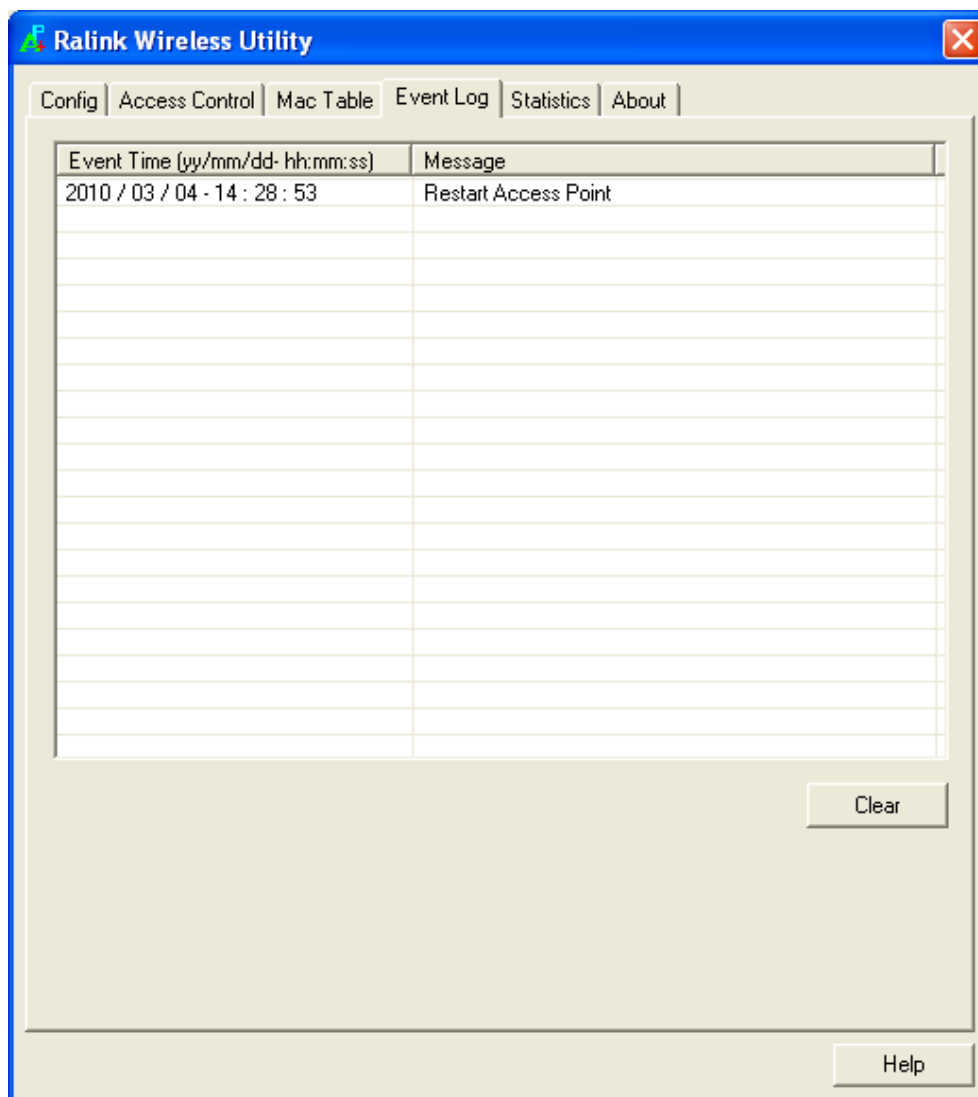 Ralink Wireless Utility
Config Access Control Mac Table Event Log Statistics About
Event Time (yy/mm/dd- hh:mm:ss) Message
2010 / 03 / 04 - 14 : 28 : 53 Restart Access Point
Clear
Help